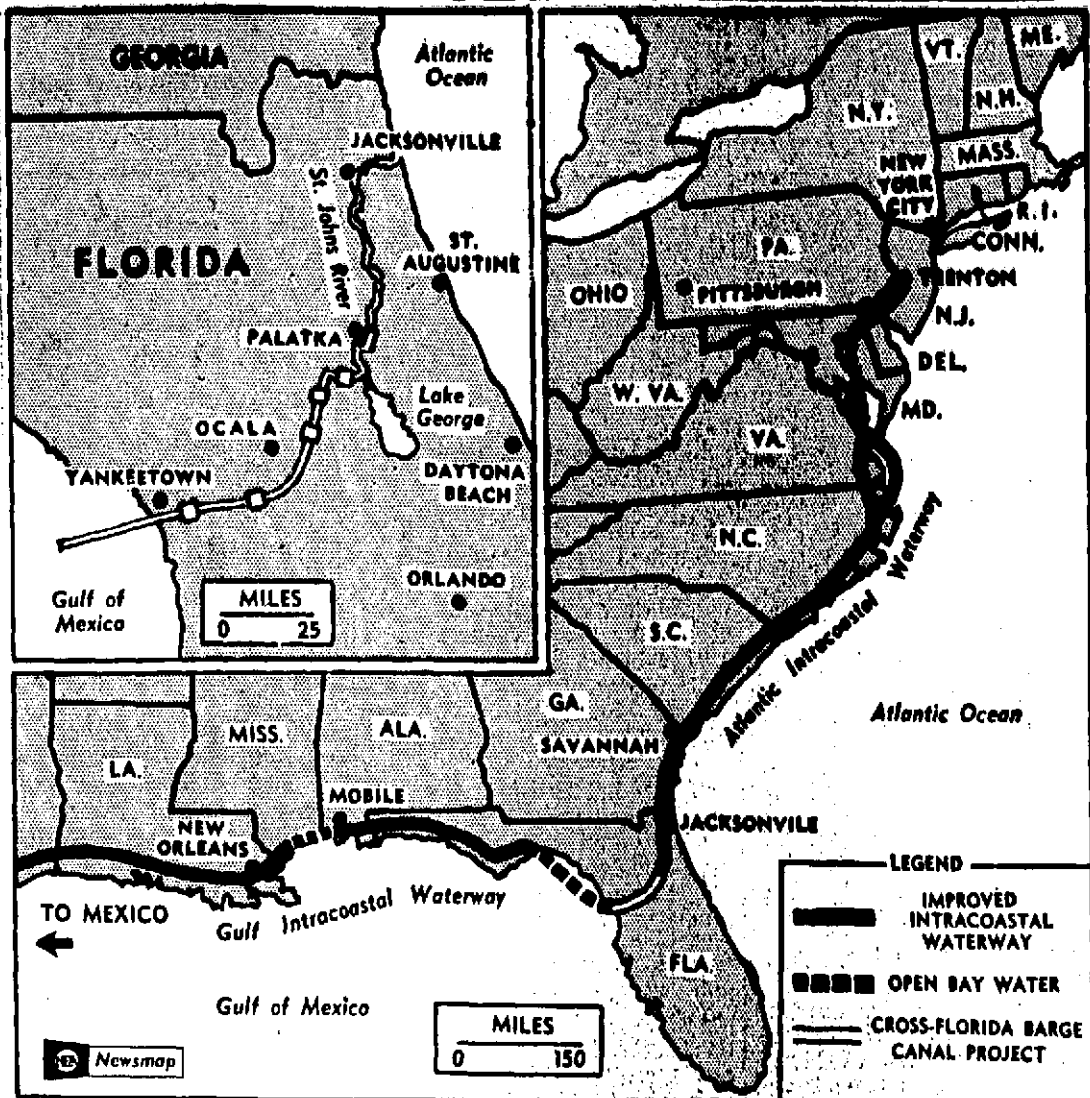 GEORGIA
Atlantic
Ocean
JACKSONVILLE
St. Johns River
FLORIDA
ST.
AUGUSTINE
PALATKA
Lake
George
OCALA
YANKEETOWN
DAYTONA
BEACH
ORLANDO
Gulf of
Mexico
MILES
0 25
VT.
ME.
N.H.
N.Y.
MASS.
NEW
YORK
CITY
R.I.
CONN.
PA.
TRENTON
OHIO
PITTSBURGH
N.J.
DEL.
W. VA.
MD.
VA.
N.C.
S.C.
Atlantic Intracoastal Waterway
GA.
SAVANNAH
Atlantic Ocean
MISS.
ALA.
LA.
MOBILE
NEW
ORLEANS
JACKSONVILE
TO MEXICO
Gulf Intracoastal Waterway
FLA.
Gulf of Mexico
MILES
0 150
LEGEND
IMPROVED
INTRACOASTAL
WATERWAY
OPEN BAY WATER
CROSS-FLORIDA BARGE
CANAL PROJECT
NEA Newsmap